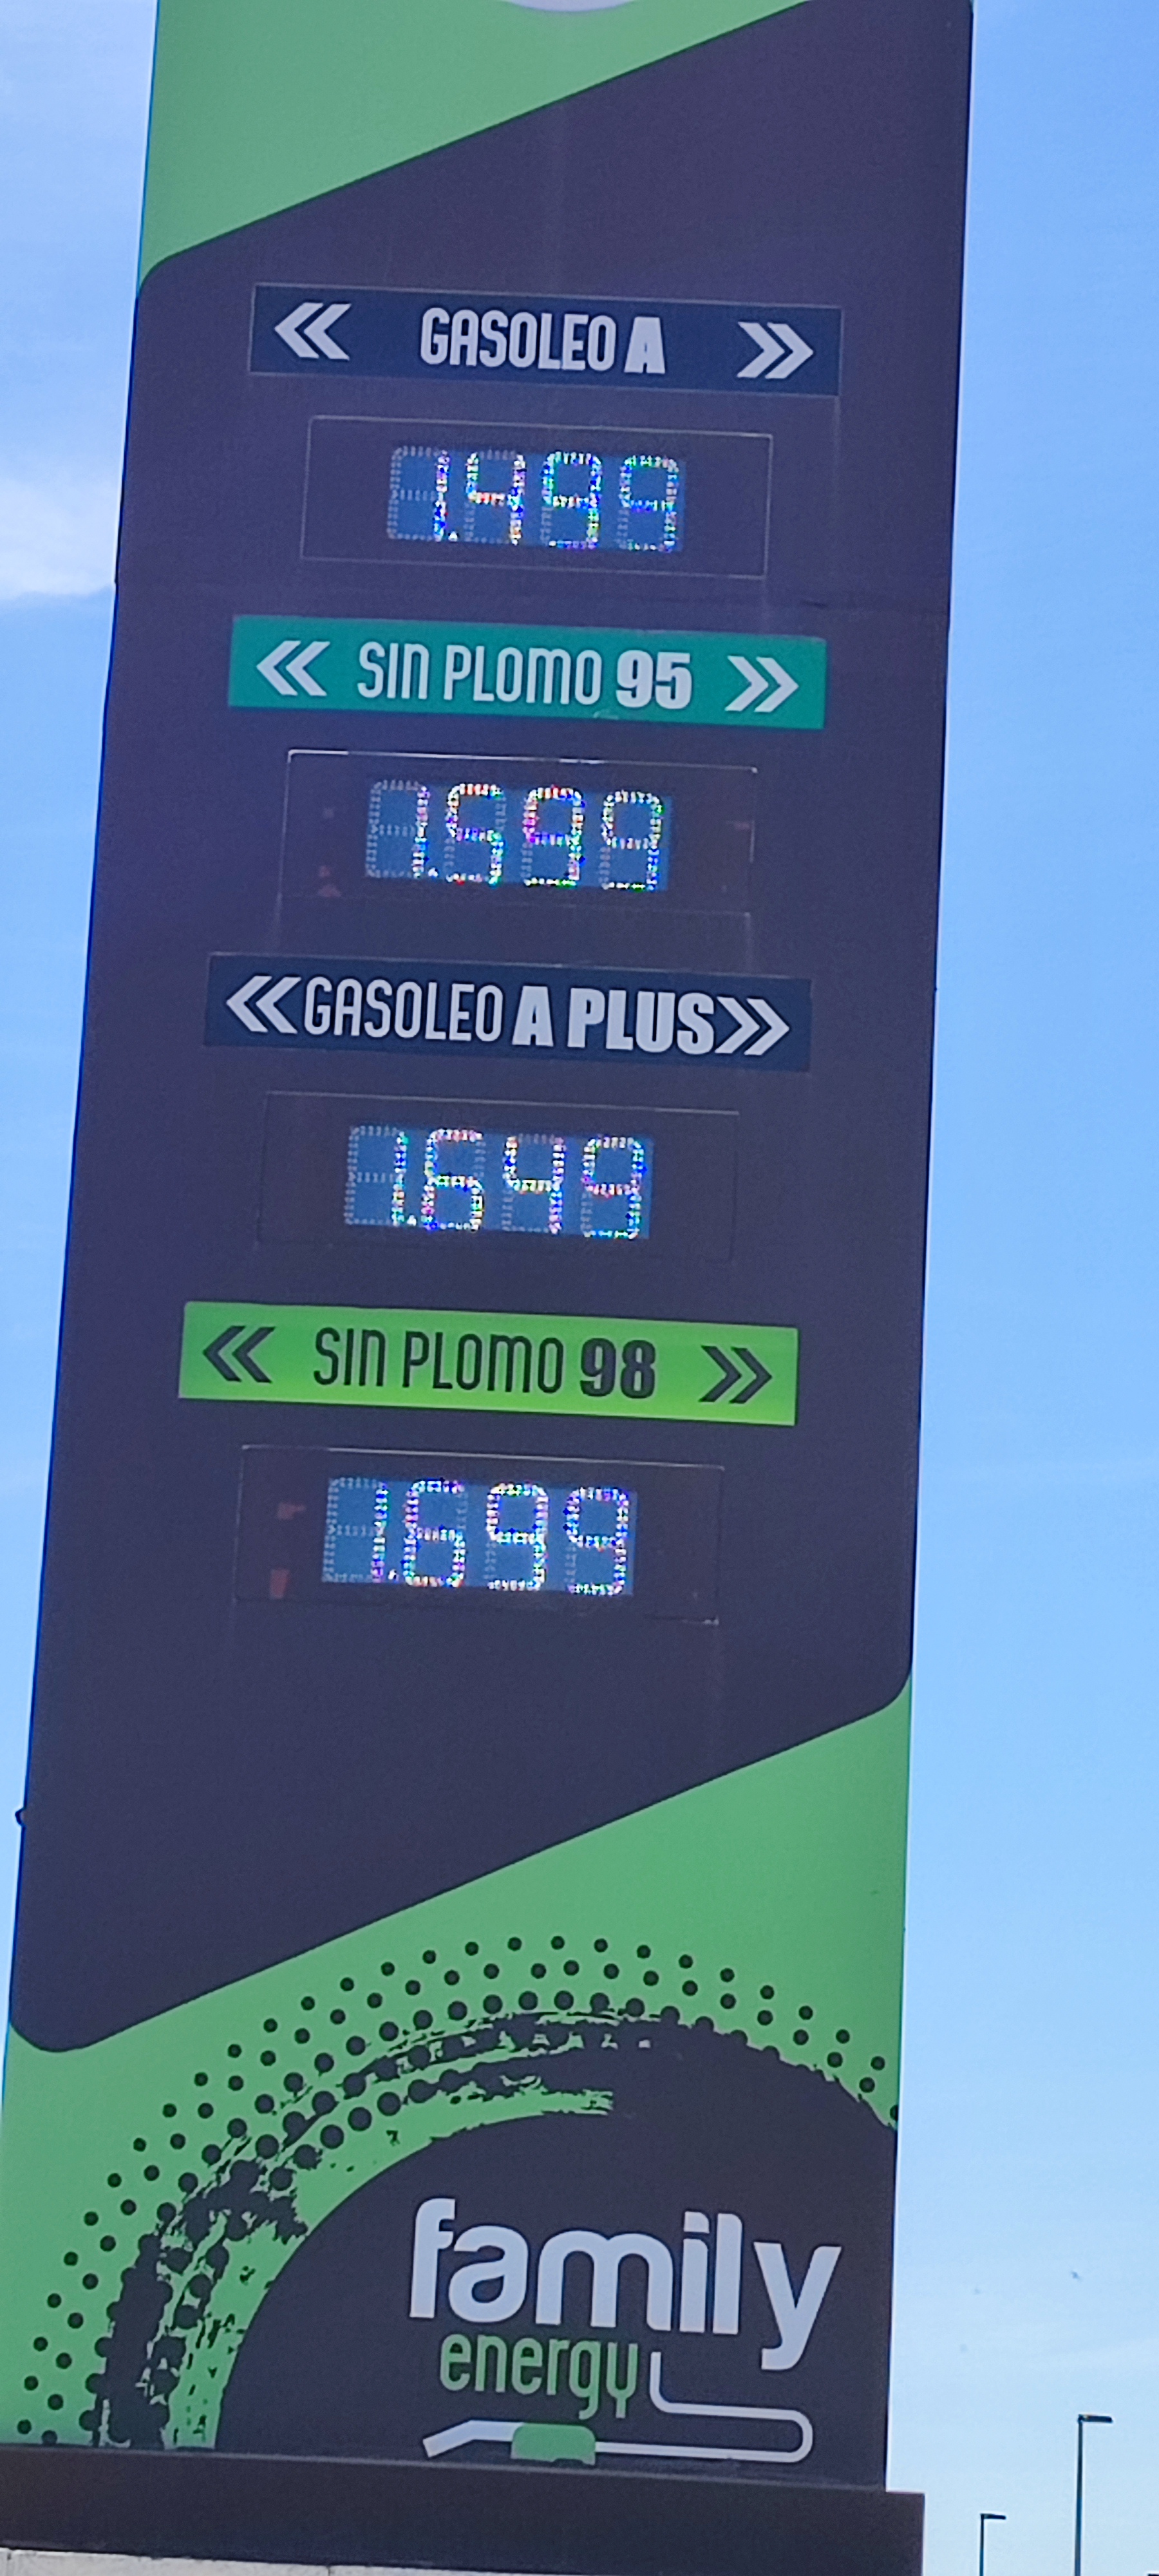 GASOLEO A
1.499
SIN PLOMO 95
1.599
GASOLEO A PLUS
1.649
SIN PLOMO 98
1.699
family
energy